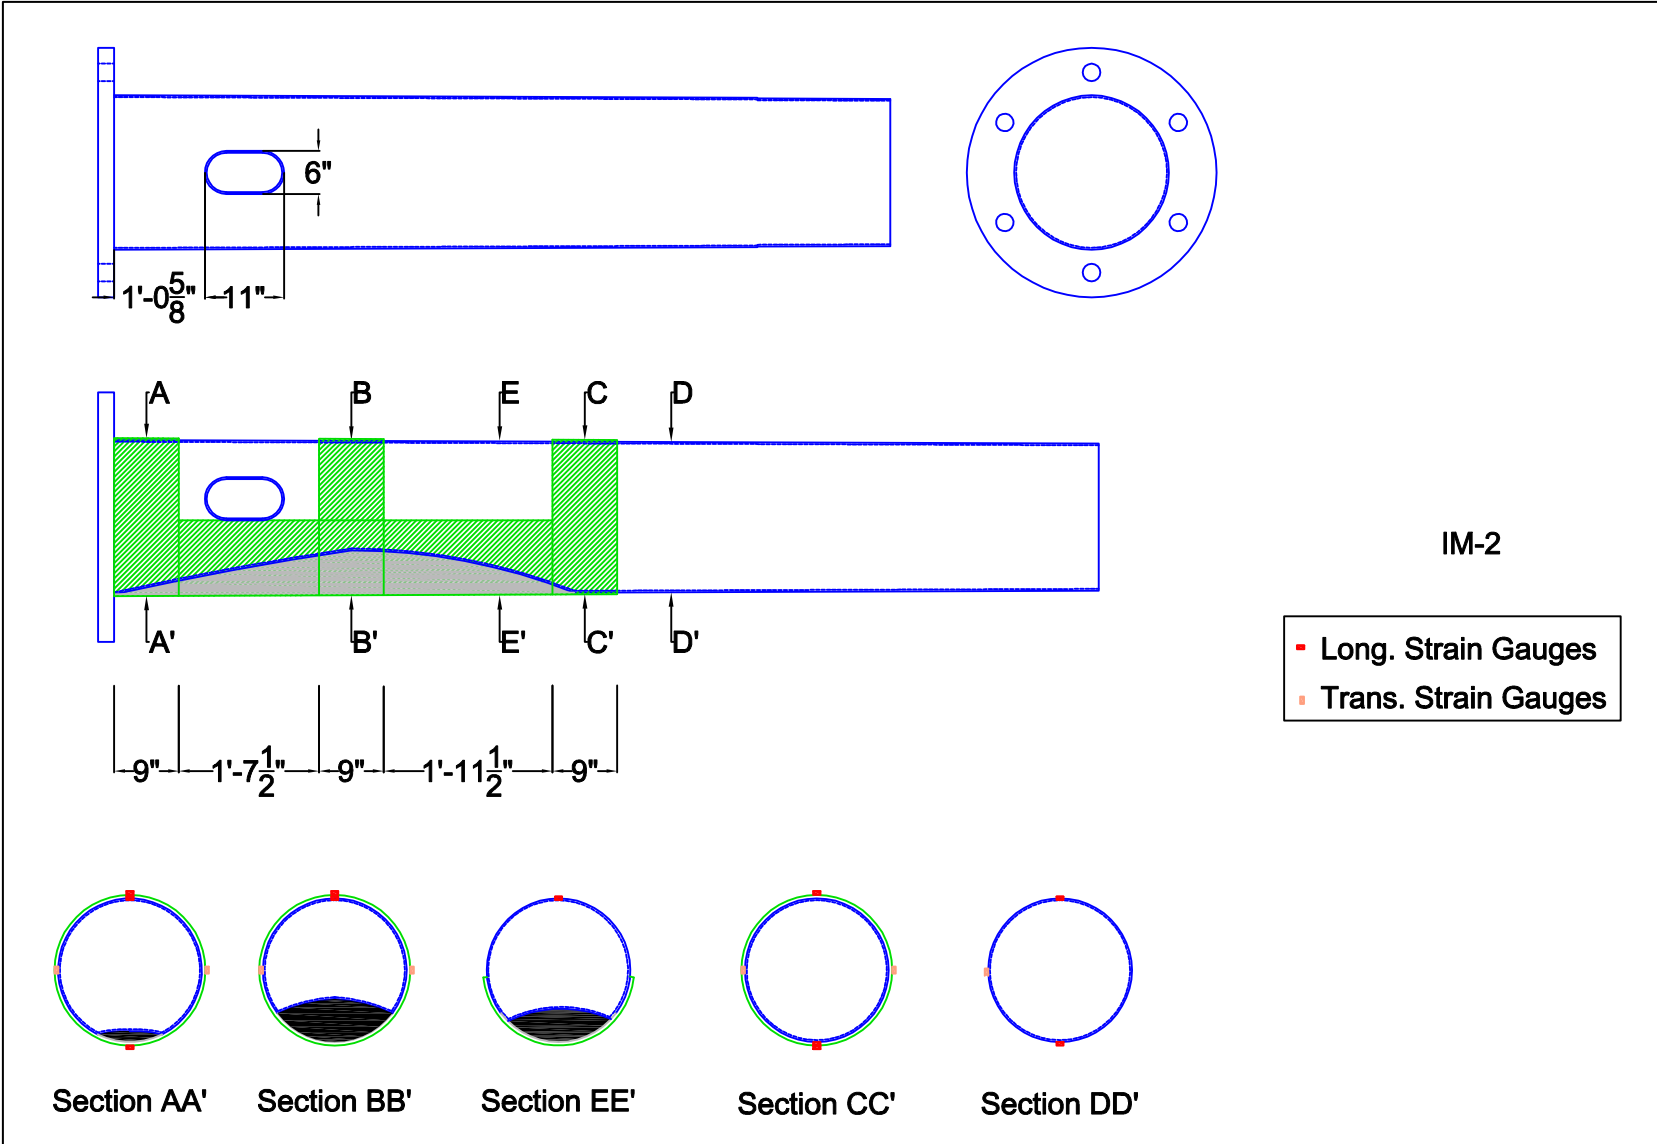 6"
1'-0 5/8"
11"
A B E C D
A' B' E' C' D'
IM-2
Long. Strain Gauges
Trans. Strain Gauges
9" 1'-7 1/2" 9" 1'-11 1/2" 9"
Section AA' Section BB' Section EE' Section CC' Section DD'